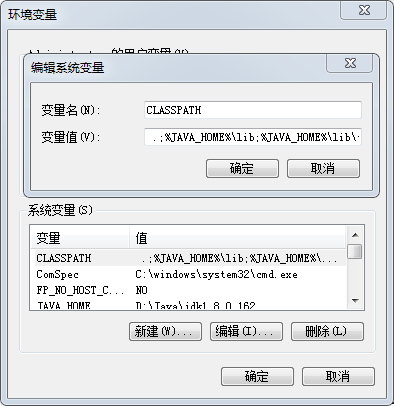 环境变量
的用户变量(U)
编辑系统变量
变量名(N):
CLASSPATH
变量值(V):
.;%JAVA_HOME%\lib;%JAVA_HOME%\lib\
确定
取消
系统变量(S)
变量 值
CLASSPATH .;%JAVA_HOME%\lib;%JAVA_HOME%\...
ComSpec C:\windows\system32\cmd.exe
FP_NO_HOST_C... NO
JAVA_HOME D:\Java\jdk1.8.0_162
新建(W)...
编辑(I)...
删除(L)
确定
取消